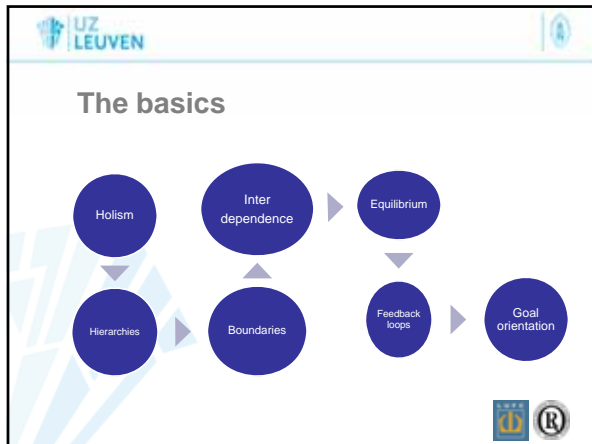 UZ
LEUVEN
The basics
Holism
Hierarchies
Boundaries
Inter
dependence
Equilibrium
Feedback
loops
Goal
orientation
R